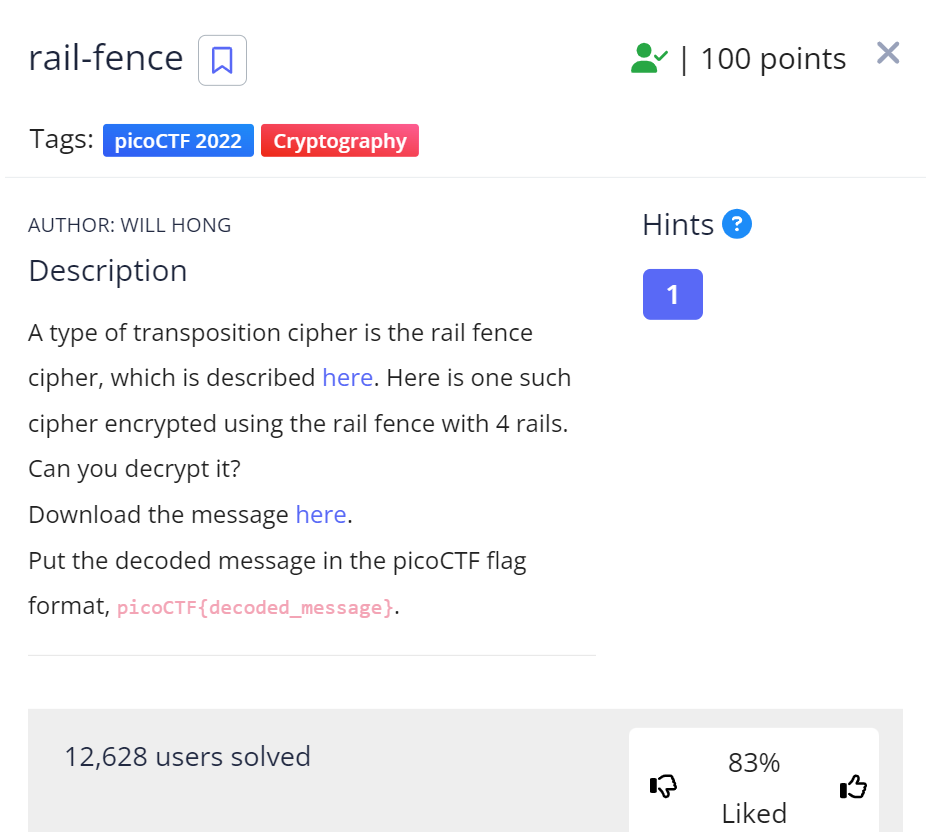 rail-fence
| 100 points
Tags: picoCTF 2022 Cryptography
AUTHOR: WILL HONG
Hints ?
Description
1
A type of transposition cipher is the rail fence
cipher, which is described here. Here is one such
cipher encrypted using the rail fence with 4 rails.
Can you decrypt it?
Download the message here.
Put the decoded message in the picoCTF flag
format, picoCTF{decoded_message}.
12,628 users solved
83%
Liked